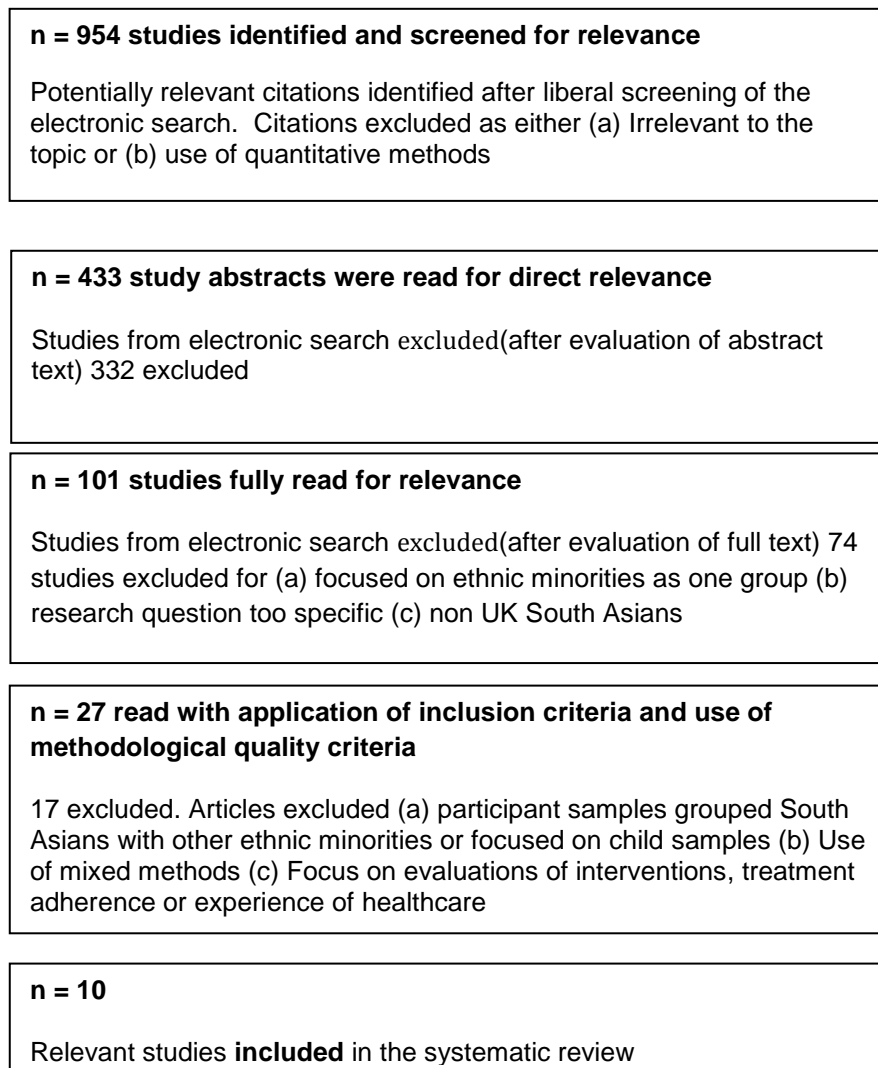 n = 954 studies identified and screened for relevance
Potentially relevant citations identified after liberal screening of the
electronic search.  Citations excluded as either (a) Irrelevant to the
topic or (b) use of quantitative methods
n = 433 study abstracts were read for direct relevance
Studies from electronic search excluded(after evaluation of abstract
text) 332 excluded
n = 101 studies fully read for relevance
Studies from electronic search excluded(after evaluation of full text) 74
studies excluded for (a) focused on ethnic minorities as one group (b)
research question too specific (c) non UK South Asians
n = 27 read with application of inclusion criteria and use of
methodological quality criteria
17 excluded. Articles excluded (a) participant samples grouped South
Asians with other ethnic minorities or focused on child samples (b) Use
of mixed methods (c) Focus on evaluations of interventions, treatment
adherence or experience of healthcare
n = 10
Relevant studies included in the systematic review